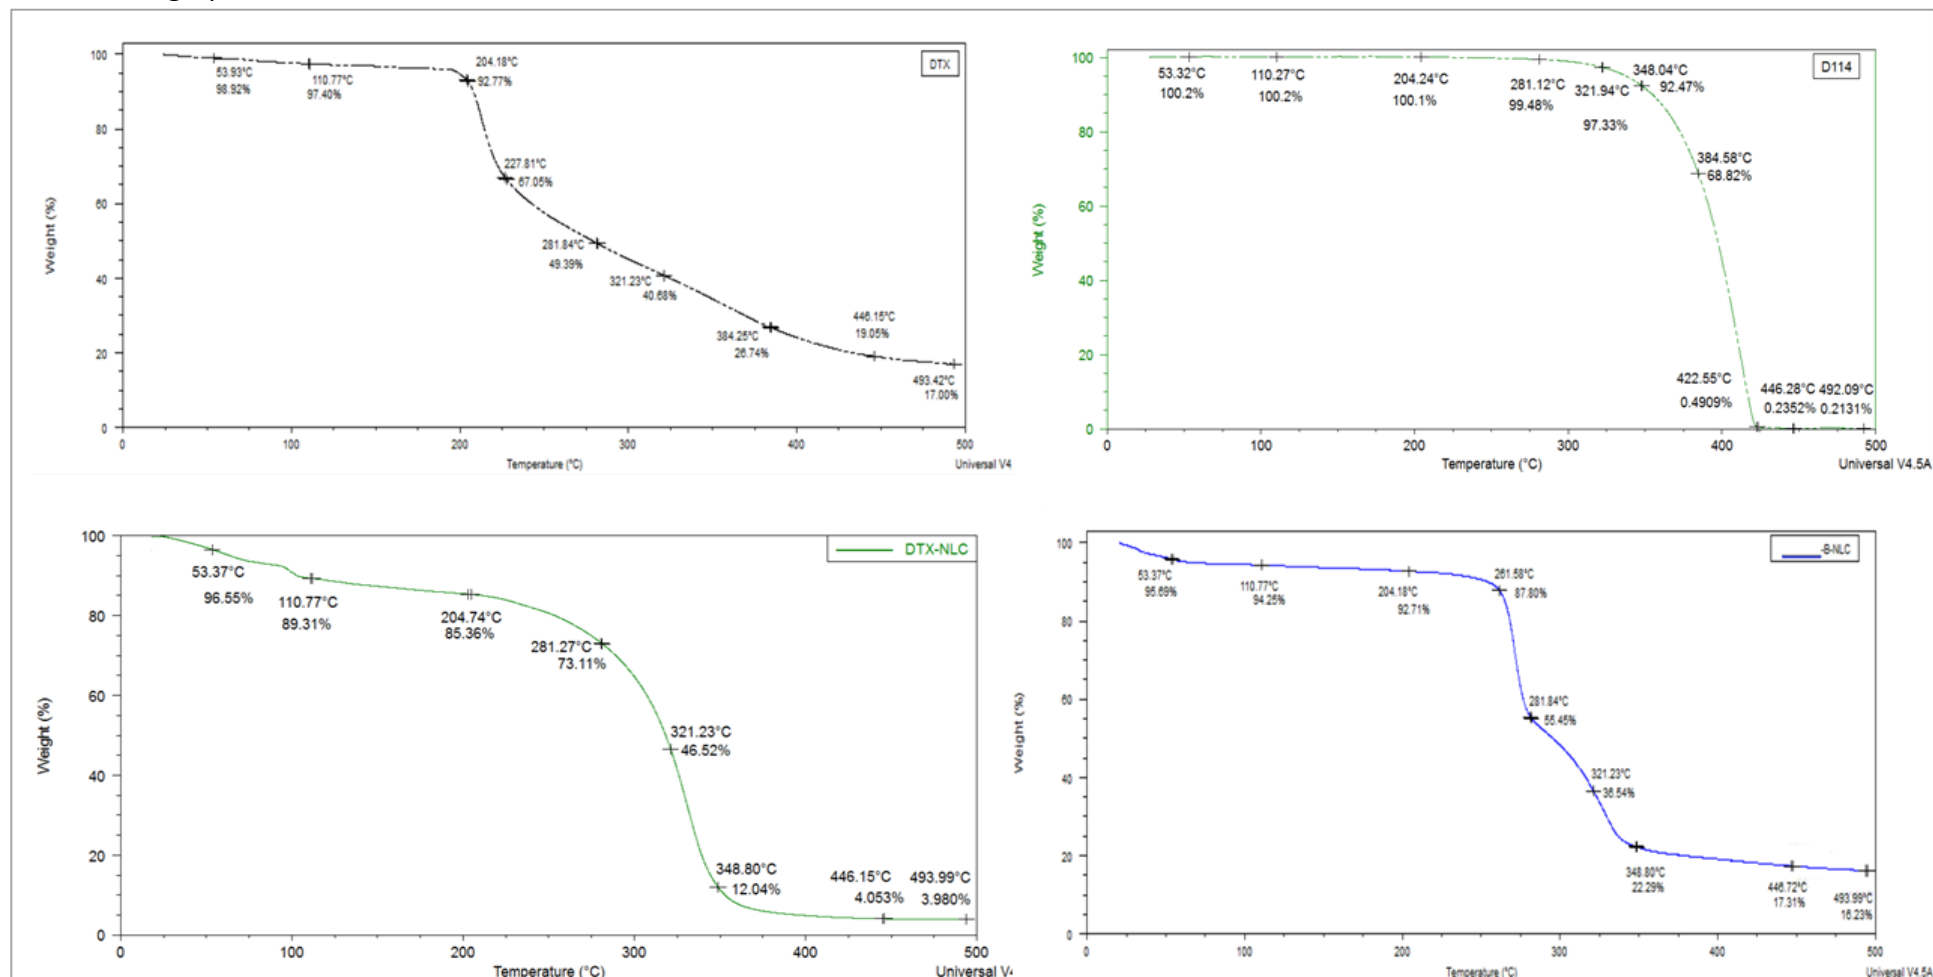 DTX
100
80
60
40
20
0
Weight (%)
53.93°C
98.92%
110.77°C
97.40%
204.18°C
92.77%
227.81°C
67.05%
281.84°C
49.39%
321.23°C
40.68%
384.25°C
26.74%
446.15°C
19.05%
493.42°C
17.00%
0
100
200
300
400
500
Temperature (°C)
Universal V4
D114
100
80
60
40
20
0
Weight (%)
53.32°C
100.2%
110.27°C
100.2%
204.24°C
100.1%
281.12°C
99.48%
321.94°C
97.33%
348.04°C
92.47%
384.58°C
68.82%
422.55°C
0.4909%
446.28°C
0.2352%
492.09°C
0.2131%
0
100
200
300
400
500
Temperature (°C)
Universal V4.5A
DTX-NLC
100
80
60
40
20
0
Weight (%)
53.37°C
96.55%
110.77°C
89.31%
204.74°C
85.36%
281.27°C
73.11%
321.23°C
46.52%
348.80°C
12.04%
446.15°C
4.053%
493.99°C
3.980%
0
100
200
300
400
500
Temperature (°C)
Universal V4
-B-NLC
100
80
60
40
20
0
Weight (%)
53.37°C
95.69%
110.77°C
94.25%
204.18°C
92.71%
261.58°C
87.80%
281.84°C
55.45%
321.23°C
36.54%
348.80°C
22.29%
446.72°C
17.31%
493.99°C
16.23%
0
100
200
300
400
500
Temperature (°C)
Universal V4.5A